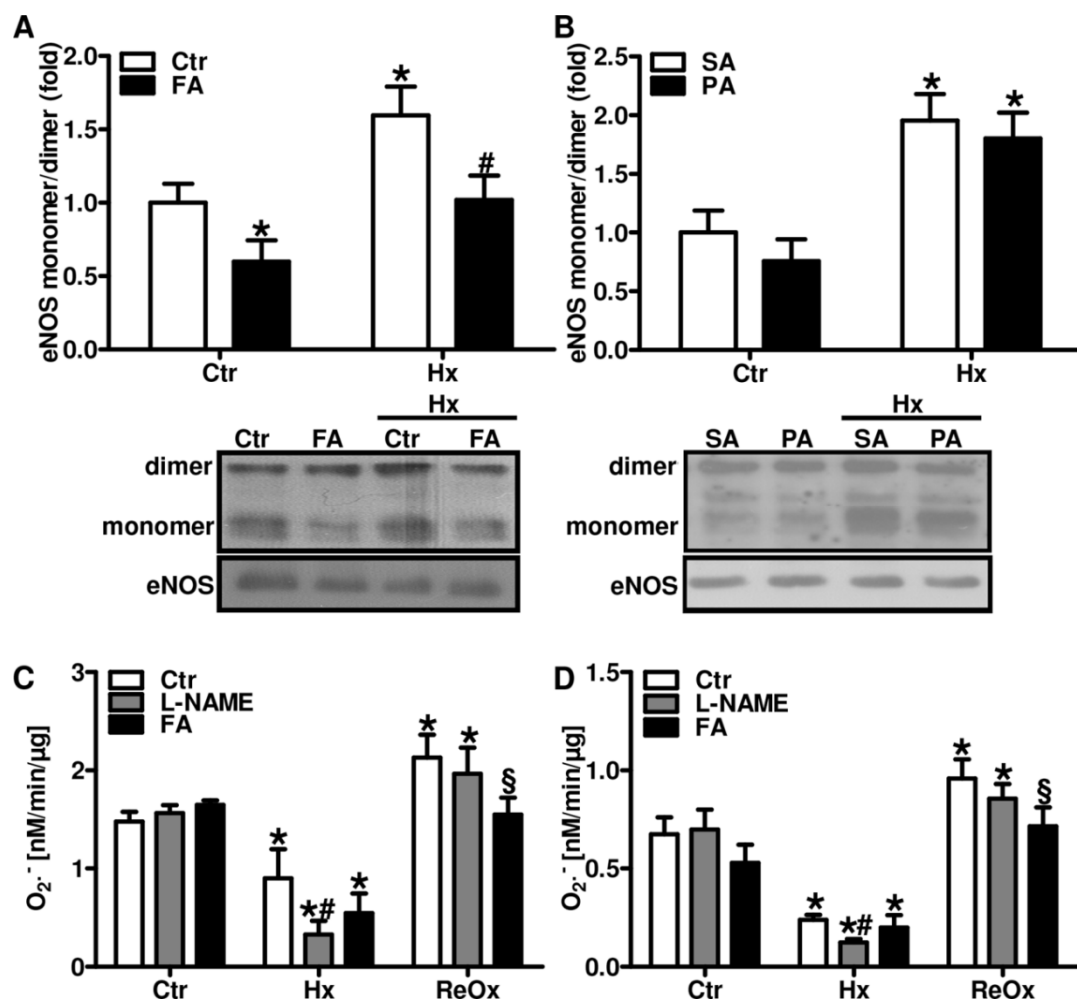 A
eNOS monomer/dimer (fold)
2.0
1.5
1.0
0.5
0.0
Ctr
FA
*
*
#
Ctr
Hx
Hx
Ctr FA Ctr FA
dimer
monomer
eNOS
B
eNOS monomer/dimer (fold)
2.5
2.0
1.5
1.0
0.5
0.0
SA
PA
*
*
Ctr
Hx
Hx
SA PA SA PA
dimer
monomer
eNOS
C
O₂·⁻ [nM/min/µg]
3
2
1
0
Ctr
L-NAME
FA
* *# *
* * §
Ctr Hx ReOx
D
O₂·⁻ [nM/min/µg]
1.5
1.0
0.5
0.0
Ctr
L-NAME
FA
* *# *
* * §
Ctr Hx ReOx